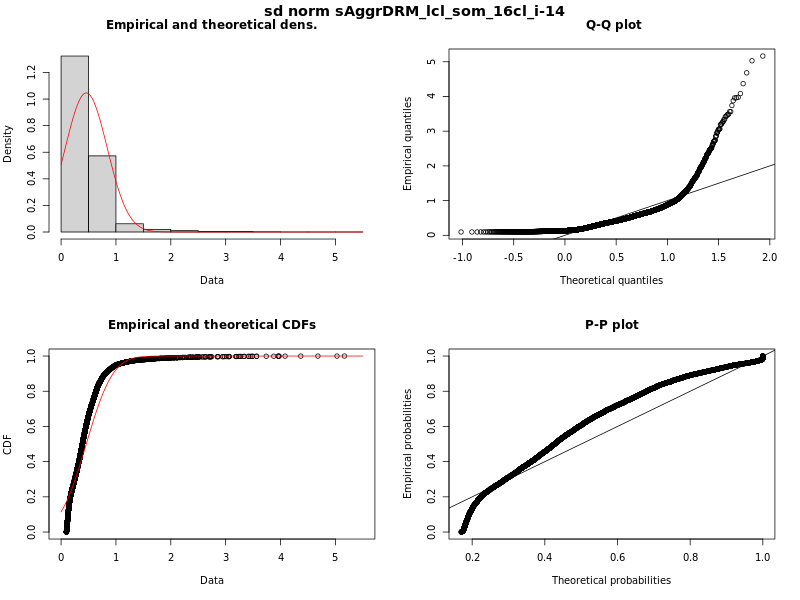 sd norm sAggrDRM_lcl_som_16cl_i-14
Empirical and theoretical dens.
Density
0.0 0.2 0.4 0.6 0.8 1.0 1.2
0 1 2 3 4 5
Data
Q-Q plot
Empirical quantiles
0 1 2 3 4 5
-1.0 -0.5 0.0 0.5 1.0 1.5 2.0
Theoretical quantiles
Empirical and theoretical CDFs
CDF
0.0 0.2 0.4 0.6 0.8 1.0
0 1 2 3 4 5
Data
P-P plot
Empirical probabilities
0.0 0.2 0.4 0.6 0.8 1.0
0.2 0.4 0.6 0.8 1.0
Theoretical probabilities